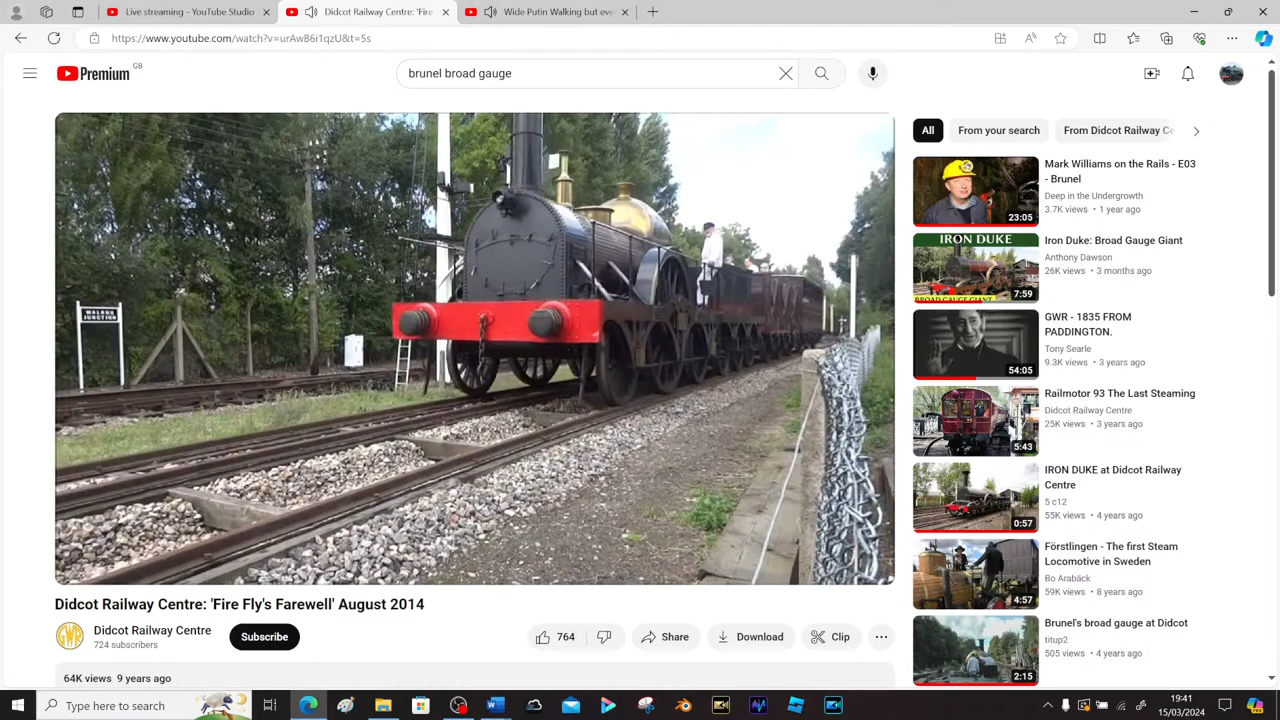 Live streaming - YouTube Studio
Didcot Railway Centre: 'Fire
Wide Putin Walking but eve
https://www.youtube.com/watch?v=urAwB6i1qzU&t=5s
Premium GB
brunel broad gauge
All
From your search
From Didcot Railway Ce
WALRUS
JUNCTION
Mark Williams on the Rails - E03
- Brunel
Deep in the Undergrowth
3.7K views • 1 year ago
23:05
IRON DUKE
BROAD GAUGE GIANT
7:59
Iron Duke: Broad Gauge Giant
Anthony Dawson
26K views • 3 months ago
GWR - 1835 FROM
PADDINGTON.
Tony Searle
9.3K views • 3 years ago
54:05
Railmotor 93 The Last Steaming
Didcot Railway Centre
25K views • 3 years ago
5:43
IRON DUKE at Didcot Railway
Centre
5 c12
55K views • 4 years ago
0:57
Förstlingen - The first Steam
Locomotive in Sweden
Bo Arabäck
59K views • 8 years ago
4:57
Brunel's broad gauge at Didcot
titup2
505 views • 4 years ago
2:15
Didcot Railway Centre: 'Fire Fly's Farewell' August 2014
GWR
Didcot Railway Centre
724 subscribers
Subscribe
764
Share
Download
Clip
64K views 9 years ago
Type here to search
19:41
15/03/2024